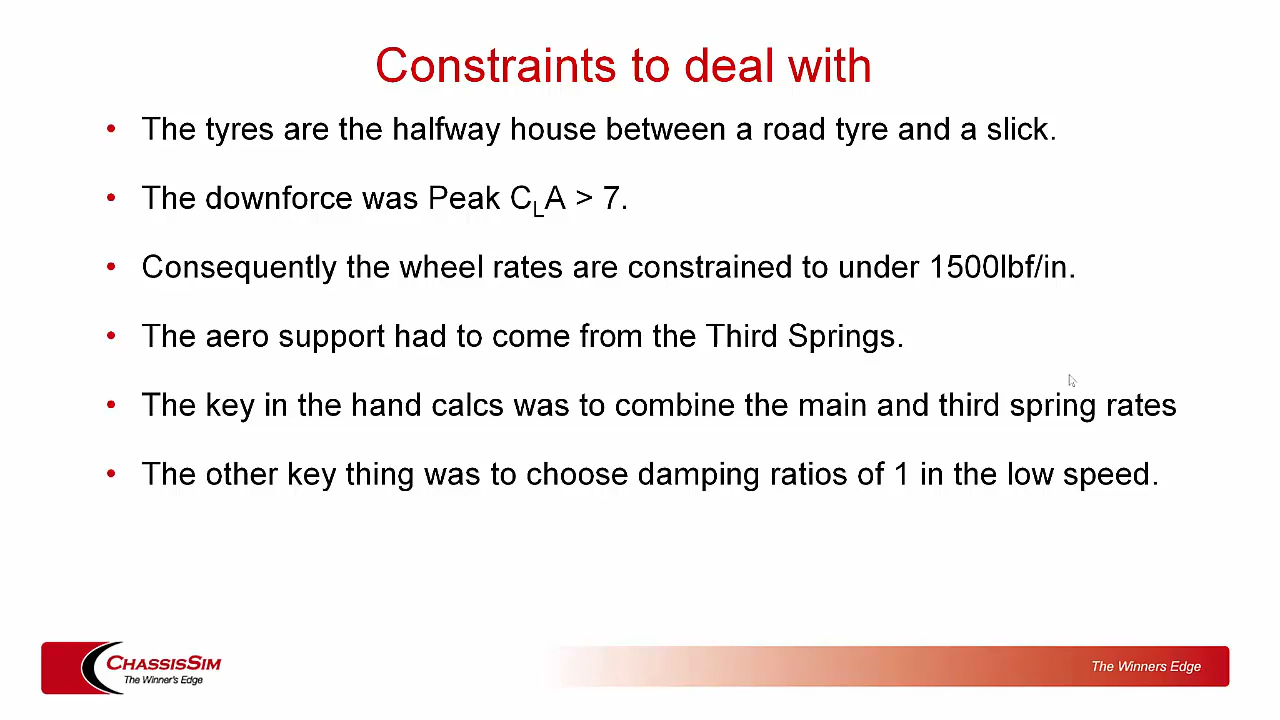 Constraints to deal with
• The tyres are the halfway house between a road tyre and a slick.
• The downforce was Peak CLA > 7.
• Consequently the wheel rates are constrained to under 1500lbf/in.
• The aero support had to come from the Third Springs.
• The key in the hand calcs was to combine the main and third spring rates
• The other key thing was to choose damping ratios of 1 in the low speed.
CHASSISSIM
The Winner's Edge
The Winners Edge